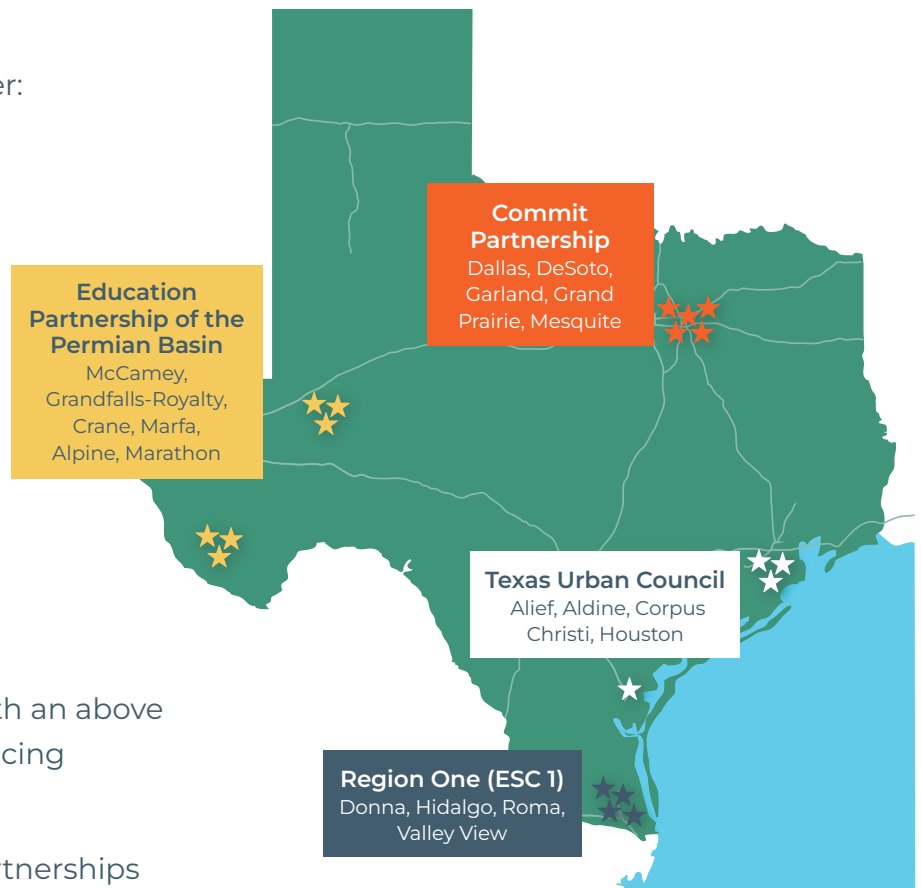 er:
Commit
Partnership
Dallas, DeSoto,
Garland, Grand
Prairie, Mesquite
Education
Partnership of the
Permian Basin
McCamey,
Grandfalls-Royalty,
Crane, Marfa,
Alpine, Marathon
Texas Urban Council
Alief, Aldine, Corpus
Christi, Houston
th an above
cing
Region One (ESC 1)
Donna, Hidalgo, Roma,
Valley View
rtnerships